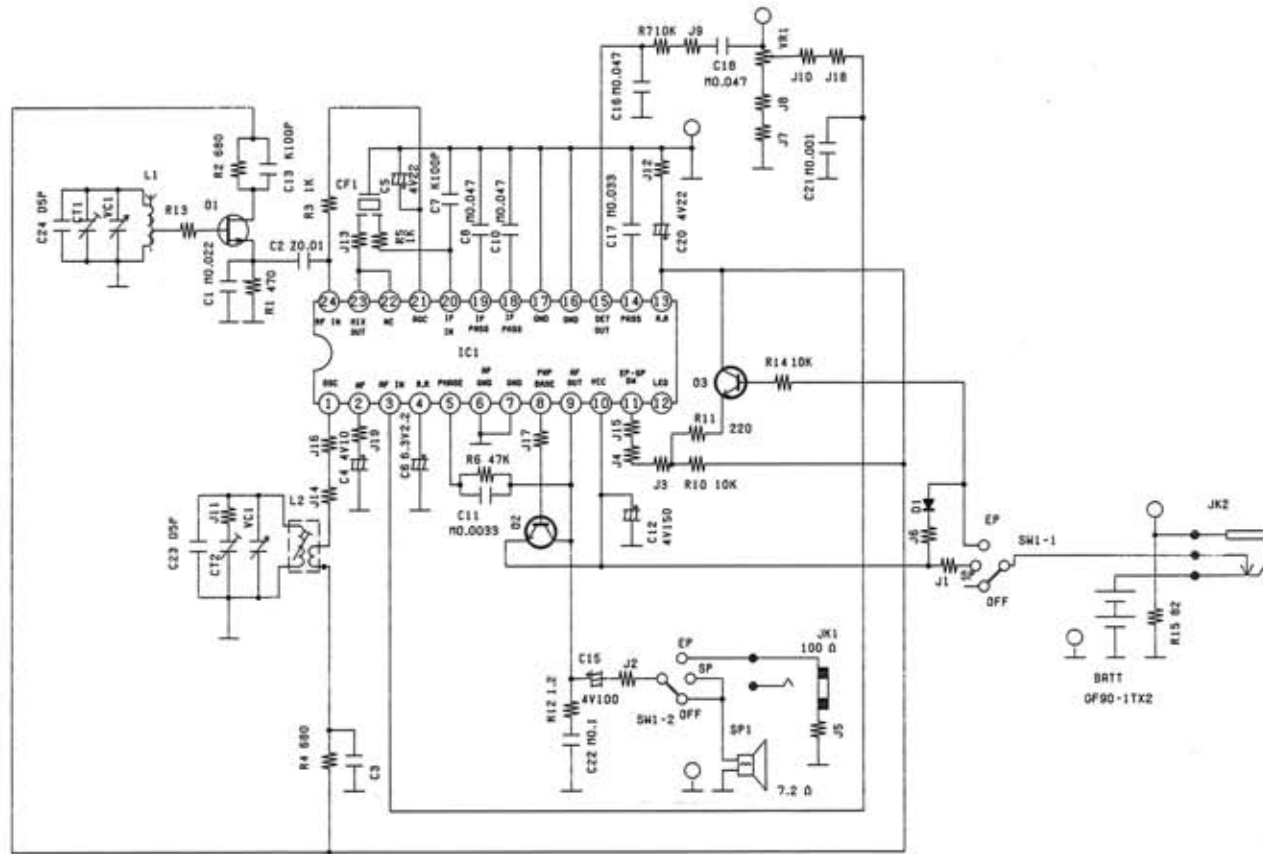 R7 10K
J9
VR1
C18
M0.047
J10
J18
C16 M0.047
J8
J7
C21 M0.001
R2 680
C13 K100P
L1
CT1
VC1
C24 D5P
R13
C1 M0.022
R1 470
C2 Z0.01
R3 1K
CF1
C5
4V22
C7 K100P
J13
R5
1K
M0.047
C10 M0.047
C17 M0.033
J12
C20 4V22
24
23
22
21
20
19
18
17
16
15
14
13
RF IN
MIX
OUT
NC
AGC
IF
IN
IF
PASS
IF
PASS
GND
GND
DET
OUT
PASS
R.R
IC1
OSC
AF
AF IN
R.R
PHASE
AF
GND
GND
PNP
BASE
AF
OUT
VCC
EP-SP
SW
LED
1
2
3
4
5
6
7
8
9
10
11
12
R14 10K
R11
220
J3
R10 10K
J15
J4
J16
J19
C4 4V10
C6 6.3V2.2
R6 47K
C11
M0.0033
J17
C12
4V150
J14
L2
J11
VC1
CT2
C23 D5P
D1
J6
EP
SW1-1
J1
SP
OFF
JK2
R15 82
BATT
GF90-1TX2
R4 680
C3
C15
4V100
J2
EP
SP
OFF
SW1-2
JK1
100 Ω
J5
R12 1.2
C22 M0.1
SP1
7.2 Ω